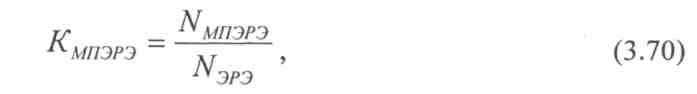 K_МПЭРЭ = N_МПЭРЭ / N_ЭРЭ , (3.70)